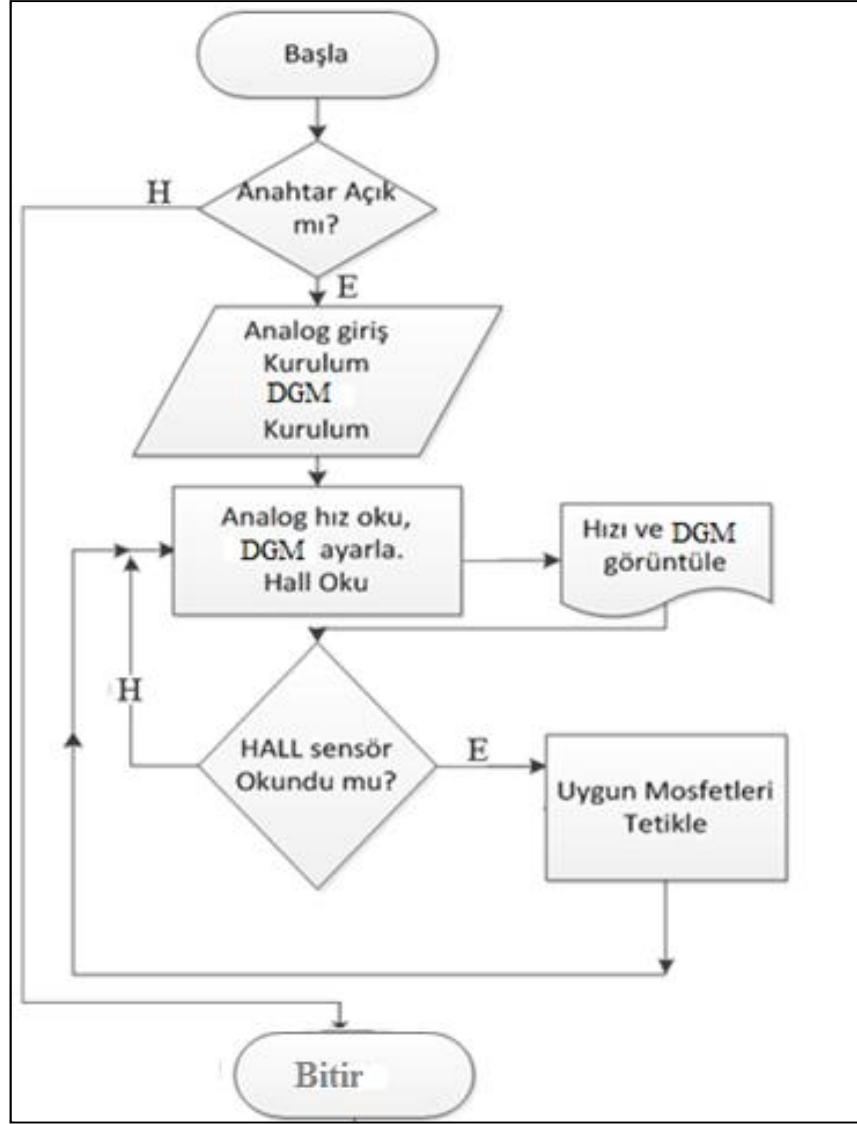 Başla
H
Anahtar Açık
mı?
E
Analog giriş
Kurulum
DGM
Kurulum
Analog hız oku,
DGM ayarla.
Hall Oku
Hızı ve DGM
görüntüle
H
HALL sensör
Okundu mu?
E
Uygun Mosfetleri
Tetikle
Bitir